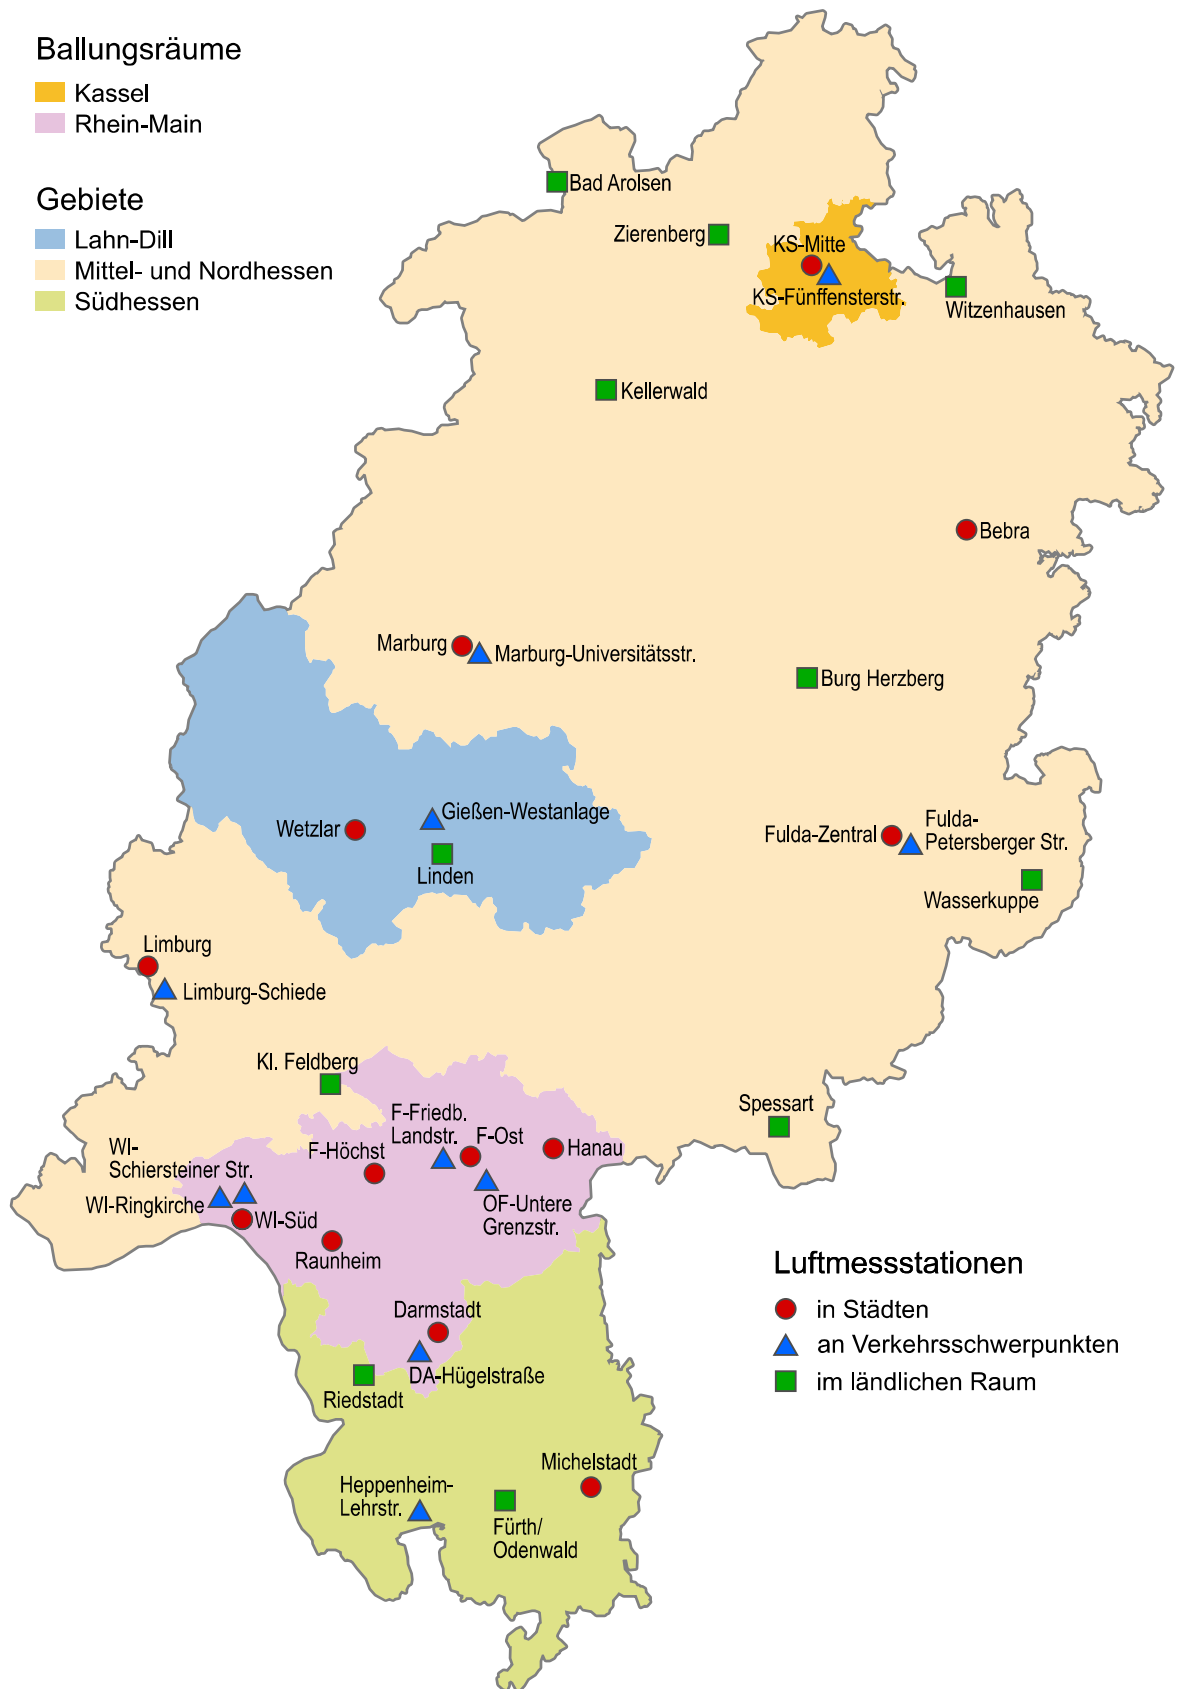 Ballungsräume
Kassel
Rhein-Main
Gebiete
Lahn-Dill
Mittel- und Nordhessen
Südhessen
Bad Arolsen
Zierenberg
KS-Mitte
KS-Fünffensterstr.
Witzenhausen
Kellerwald
Bebra
Marburg
Marburg-Universitätsstr.
Burg Herzberg
Gießen-Westanlage
Wetzlar
Linden
Fulda-Zentral
Fulda-
Petersberger Str.
Wasserkuppe
Limburg
Limburg-Schiede
Kl. Feldberg
Spessart
F-Friedb.
Landstr.
F-Ost
Hanau
F-Höchst
WI-
Schiersteiner Str.
WI-Ringkirche
WI-Süd
OF-Untere
Grenzstr.
Raunheim
Darmstadt
DA-Hügelstraße
Riedstadt
Michelstadt
Heppenheim-
Lehrstr.
Fürth/
Odenwald
Luftmessstationen
in Städten
an Verkehrsschwerpunkten
im ländlichen Raum